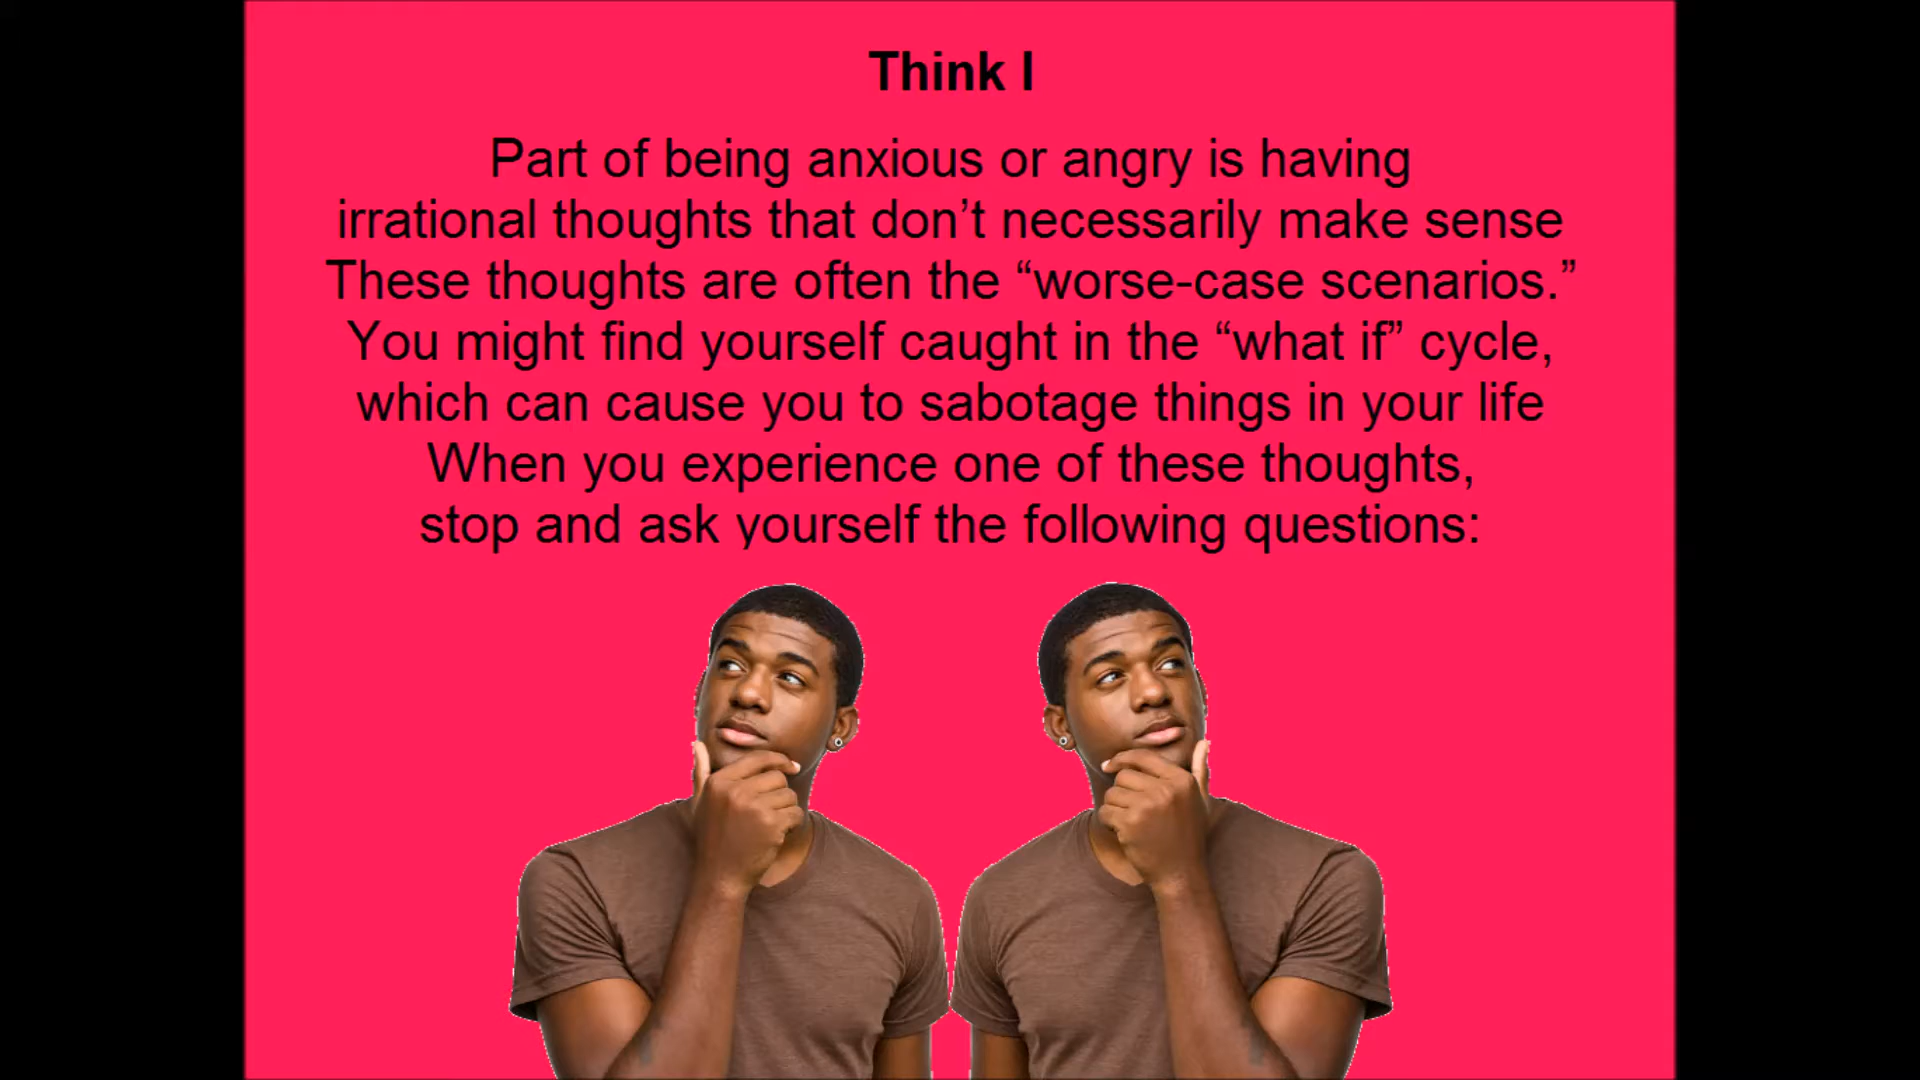 Think I
Part of being anxious or angry is having
irrational thoughts that don’t necessarily make sense
These thoughts are often the “worse-case scenarios.”
You might find yourself caught in the “what if” cycle,
which can cause you to sabotage things in your life
When you experience one of these thoughts,
stop and ask yourself the following questions: